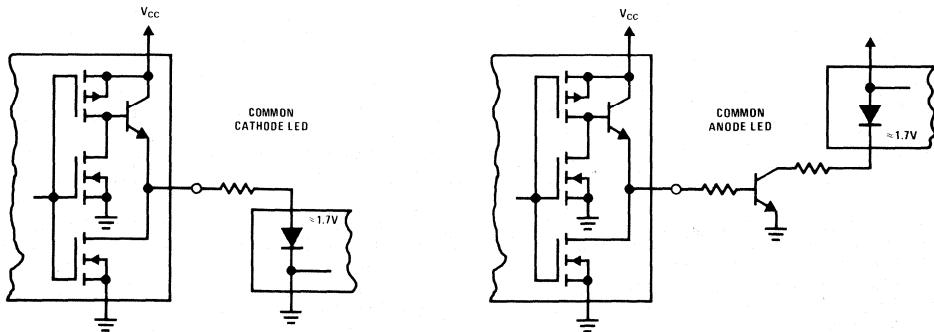 VCC
COMMON
CATHODE LED
≈ 1.7V
VCC
COMMON
ANODE LED
≈ 1.7V